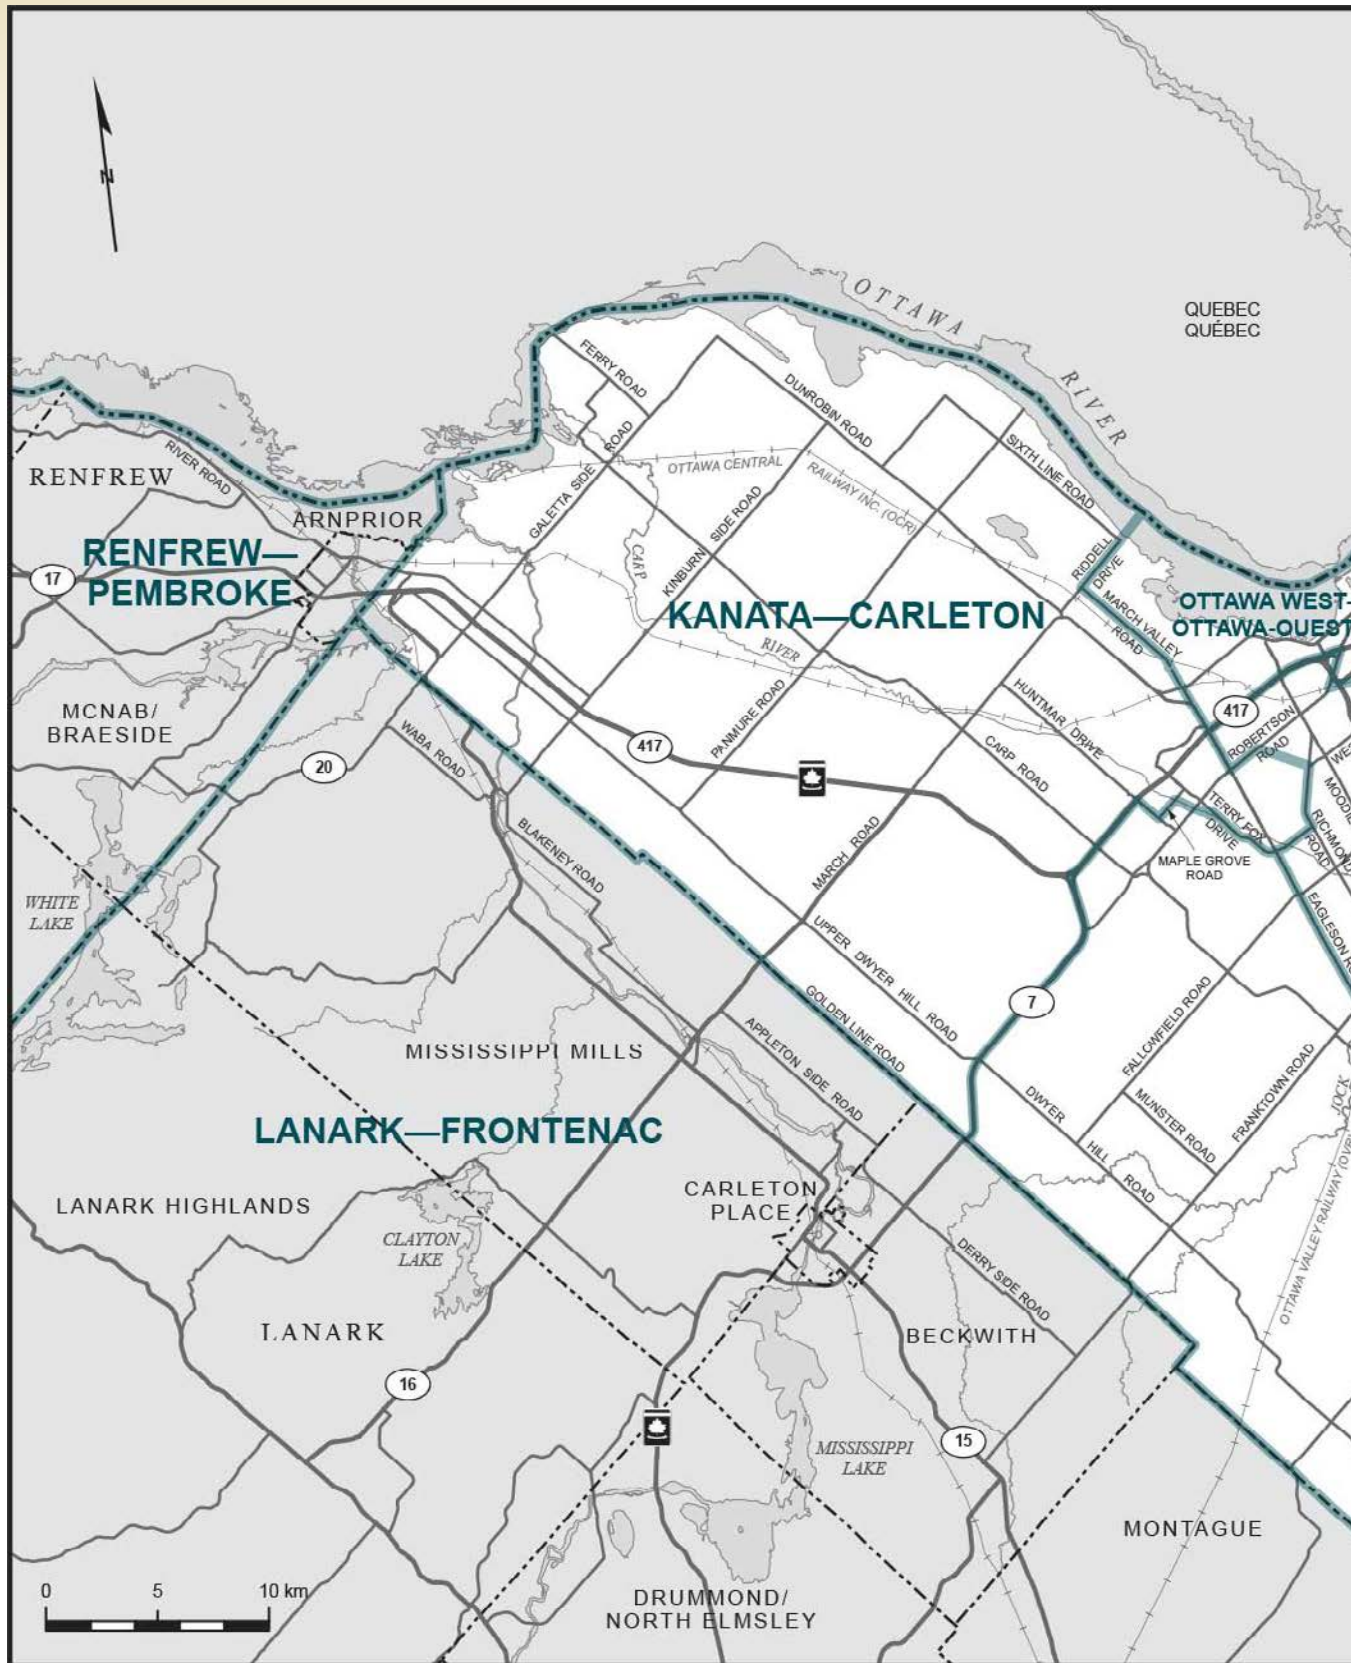 N
OTTAWA
RIVER
QUEBEC
QUÉBEC
FERRY ROAD
DUNROBIN ROAD
SIXTH LINE ROAD
GALETTA SIDE ROAD
OTTAWA CENTRAL
RAILWAY INC. (OCR)
RIVER ROAD
RENFREW
ARNPRIOR
KINBURN SIDE ROAD
CARP
RIVER
RIDDELL
DRIVE
RENFREW—
PEMBROKE
17
KANATA—CARLETON
MARCH VALLEY
ROAD
OTTAWA WEST-
OTTAWA-OUEST
MCNAB/
BRAESIDE
WABA ROAD
20
417
PANMURE ROAD
HUNTMAR DRIVE
CARP ROAD
417
ROBERTSON
ROAD
WES
MOODIE
RICHMOND
ROAD
TERRY FOX
DRIVE
MAPLE GROVE
ROAD
EAGLESON R
BLAKENEY ROAD
MARCH ROAD
WHITE
LAKE
UPPER DWYER HILL ROAD
GOLDEN LINE ROAD
7
FALLOWFIELD ROAD
MISSISSIPPI MILLS
APPLETON SIDE ROAD
DWYER
HILL
ROAD
MUNSTER ROAD
FRANKTOWN ROAD
JOCK
OTTAWA VALLEY RAILWAY (OVR)
LANARK—FRONTENAC
LANARK HIGHLANDS
CLAYTON
LAKE
CARLETON
PLACE
DERRY SIDE ROAD
BECKWITH
LANARK
16
15
MISSISSIPPI
LAKE
MONTAGUE
DRUMMOND/
NORTH ELMSLEY
0 5 10 km